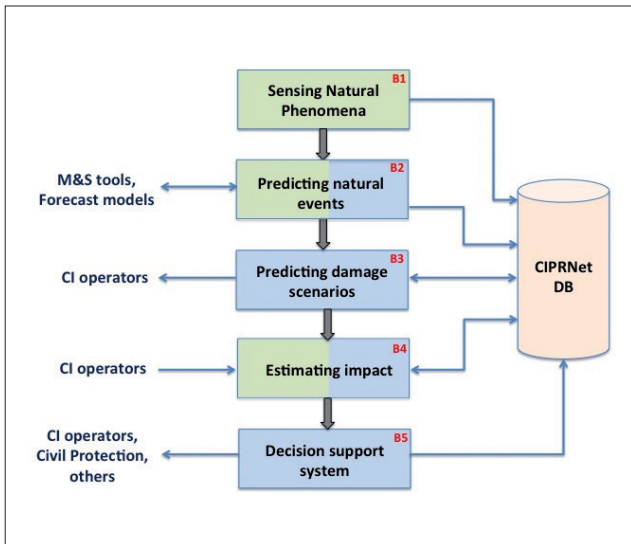 B1
Sensing Natural
Phenomena
M&S tools,
Forecast models
B2
Predicting natural
events
CI operators
B3
Predicting damage
scenarios
CIPRNet
DB
CI operators
B4
Estimating impact
CI operators,
Civil Protection,
others
B5
Decision support
system